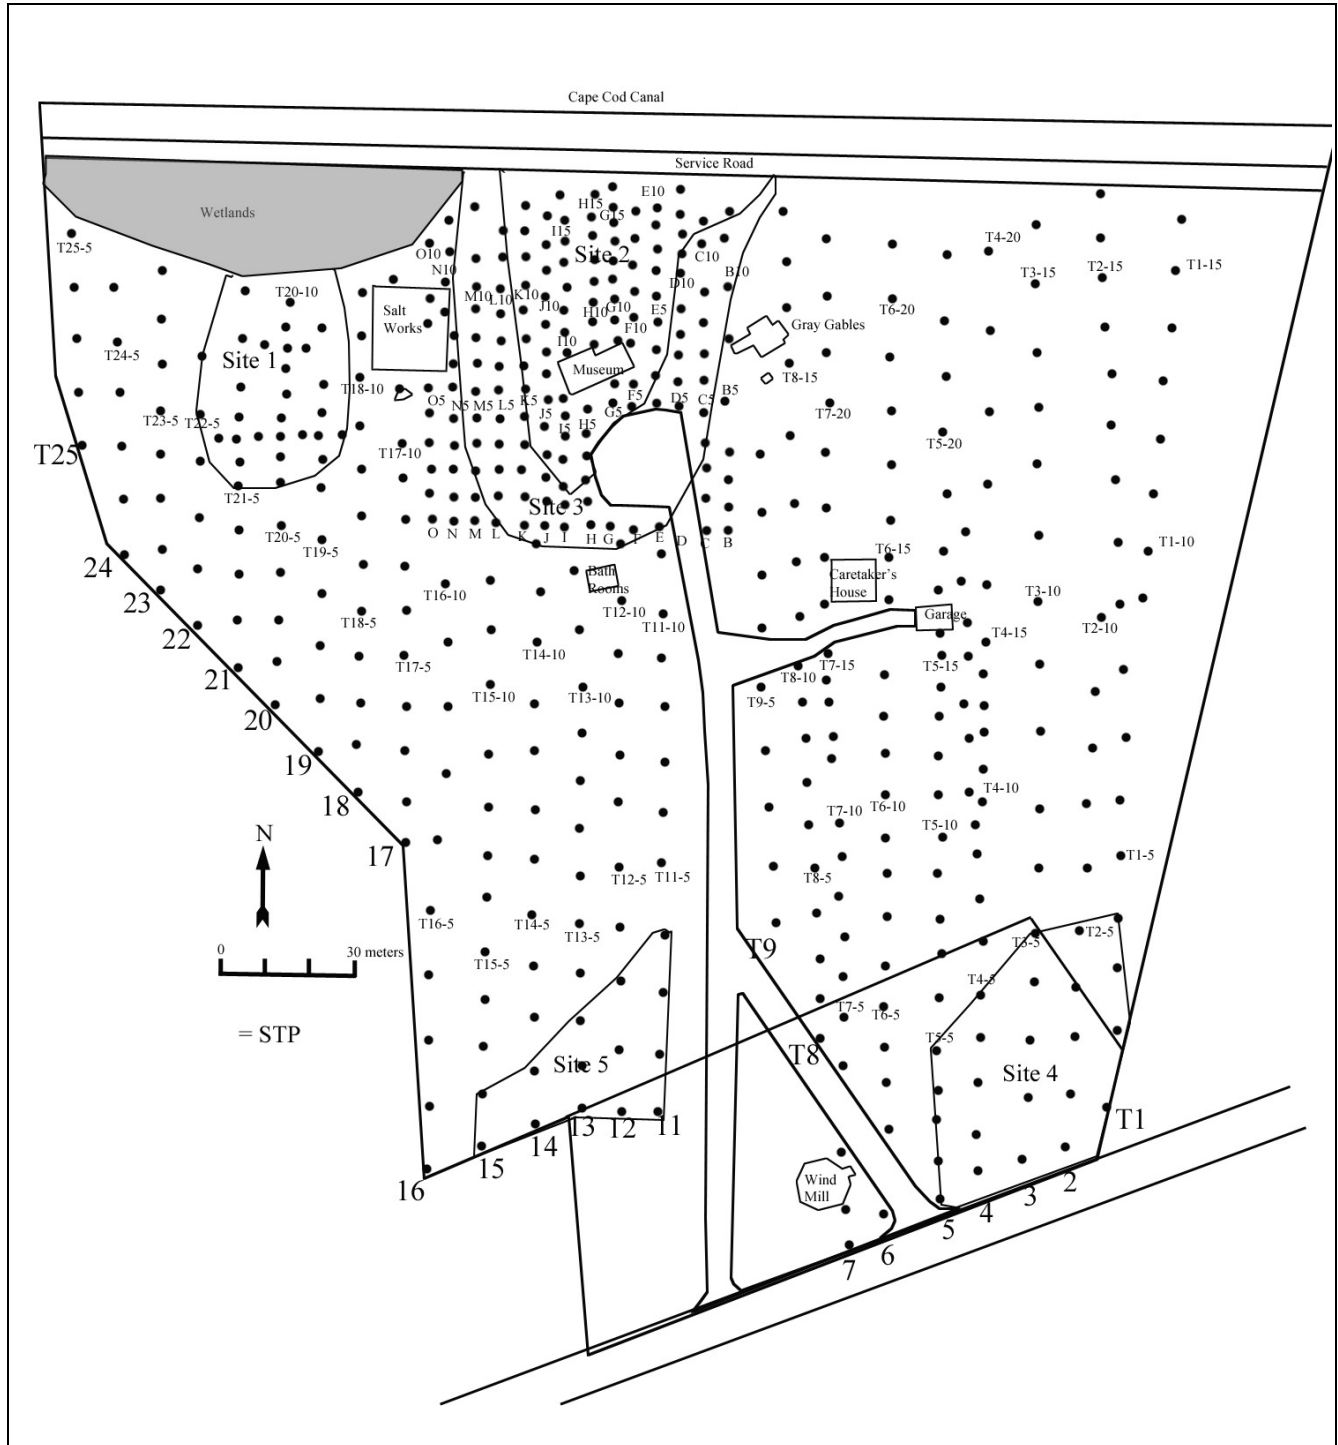 Cape Cod Canal
Service Road
E10
H15
G15
Wetlands
I15
T4-20
T25-5
Site 2
O10
C10
N10
T3-15
T2-15
T1-15
B10
D10
T20-10
M10
L10
K10
J10
H10
G10
E5
T6-20
Salt
Works
F10
Gray Gables
I10
Site 1
T24-5
Museum
T8-15
T18-10
O5
N5
M5
L5
K5
F5
D5
C5
B5
T7-20
T23-5
T22-5
J5
G5
H5
I5
T5-20
T25
T17-10
T21-5
Site 3
T20-5
T19-5
O
N
M
L
K
J
I
H
G
F
E
D
C
B
T6-15
T1-10
24
Bath
Rooms
Caretaker's
House
T16-10
T3-10
23
T12-10
Garage
T18-5
T11-10
T2-10
22
T4-15
T17-5
T14-10
T7-15
T5-15
21
T8-10
T15-10
T13-10
T9-5
20
19
T4-10
18
T7-10
T6-10
T5-10
N
17
T1-5
T12-5
T11-5
T8-5
T16-5
T14-5
T13-5
T2-5
T3-5
T9
0
30 meters
T15-5
T4-5
T7-5
T6-5
= STP
T5-5
T8
Site 5
Site 4
13
12
11
T1
14
15
2
16
Wind
Mill
3
4
5
6
7